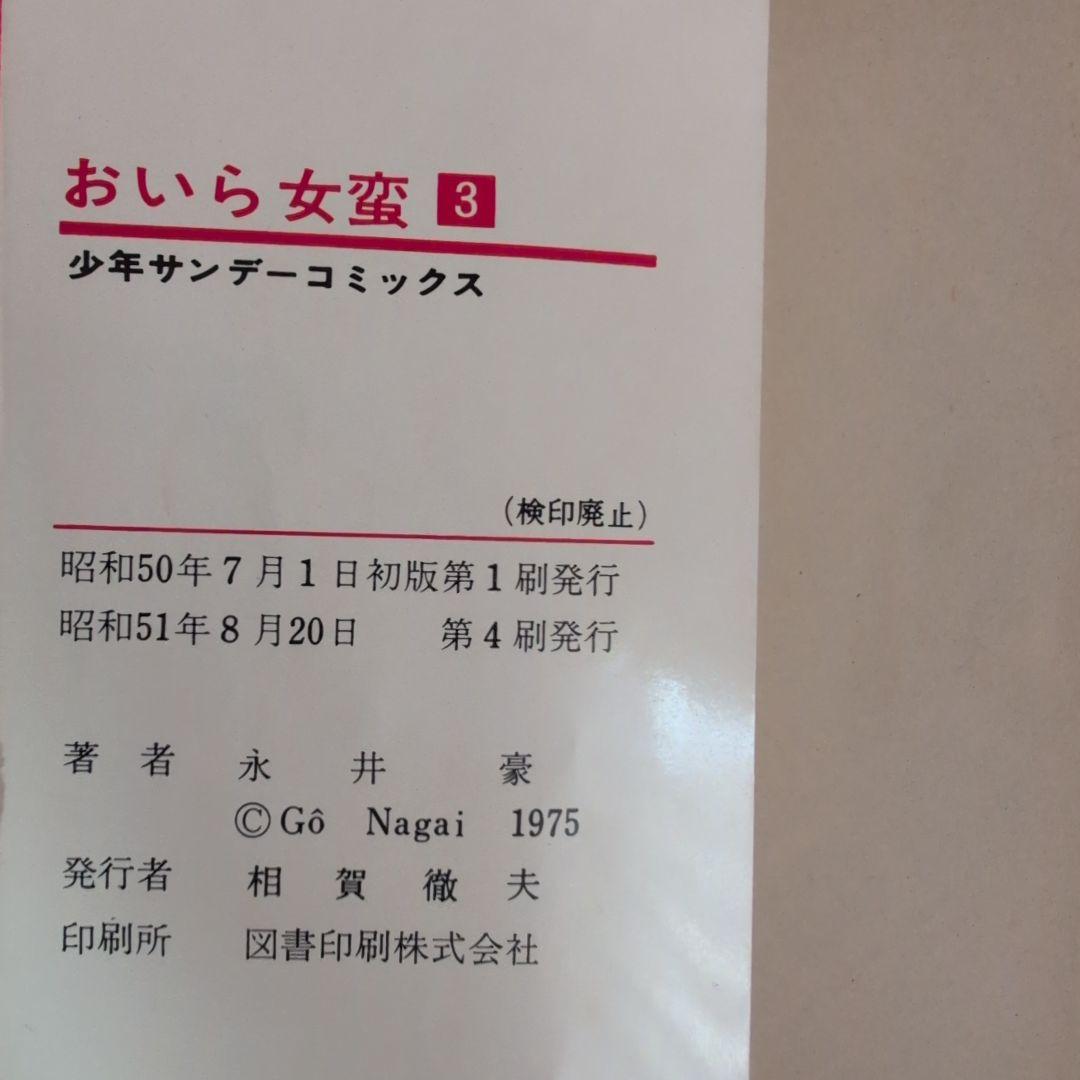 おいら女蛮 3
少年サンデーコミックス
(検印廃止)
昭和50年7月1日初版第1刷発行
昭和51年8月20日 第4刷発行
著者 永井豪
©Gô Nagai 1975
発行者 相賀徹夫
印刷所 図書印刷株式会社